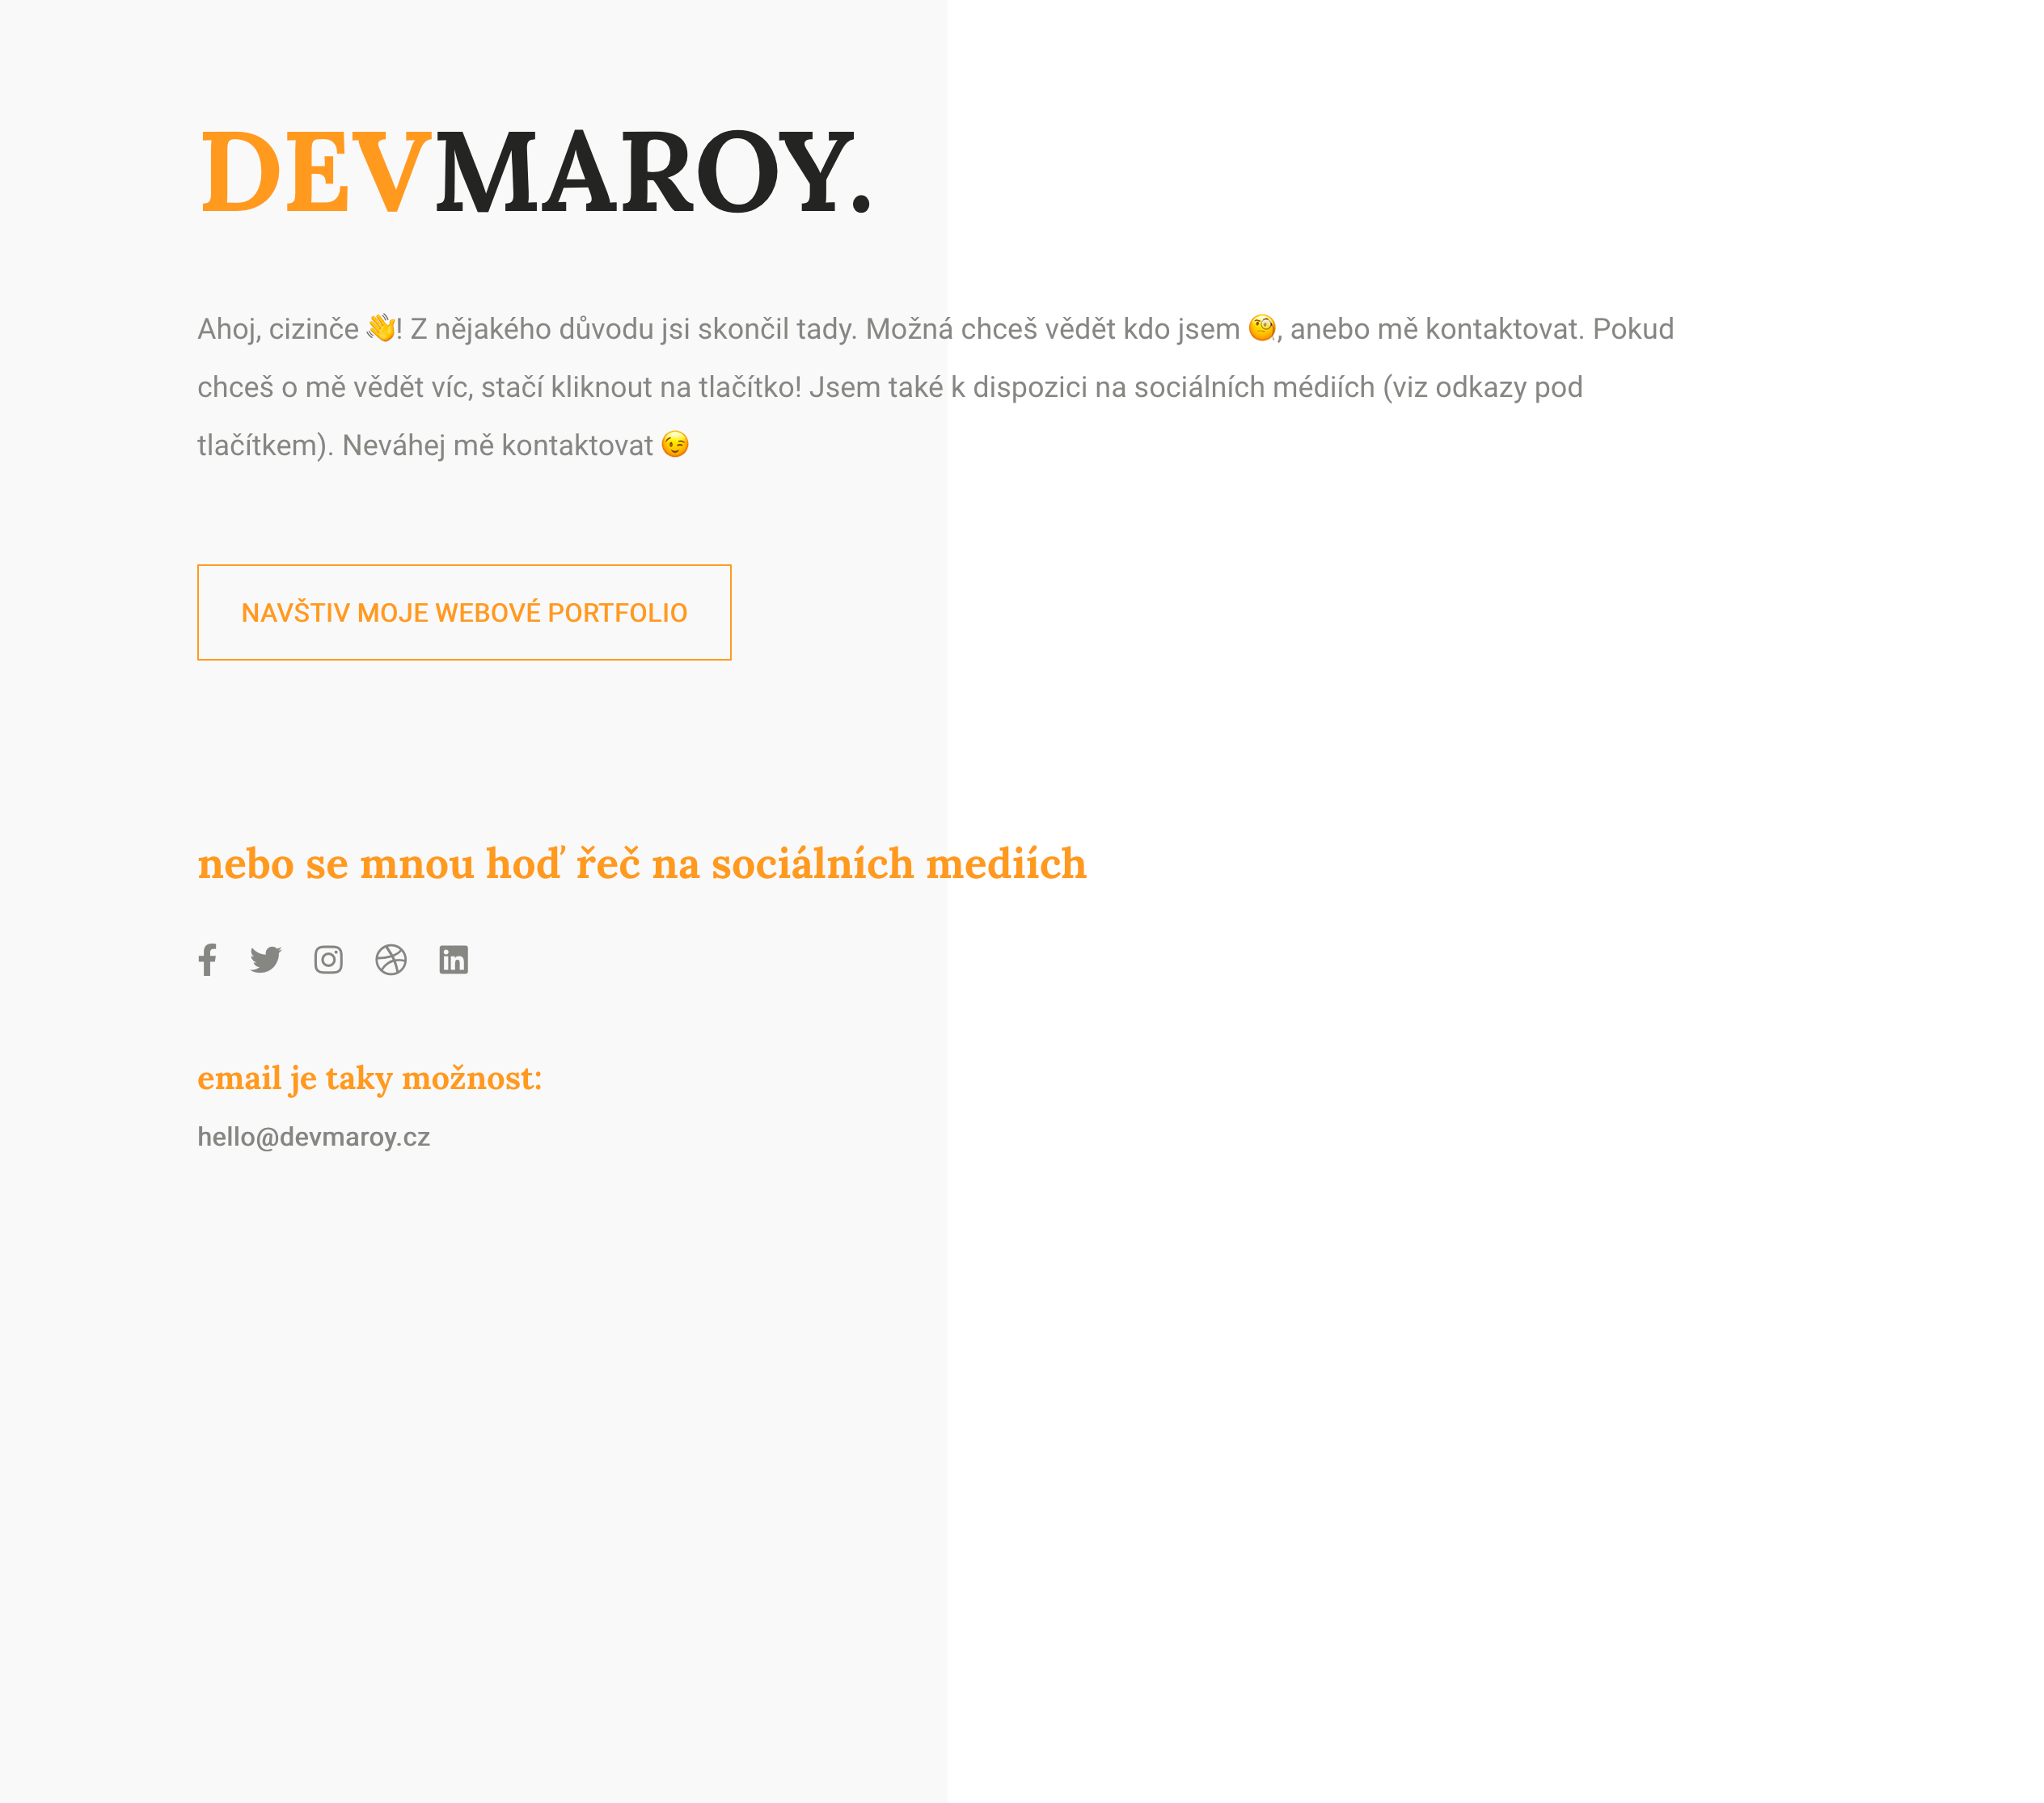 DEVMAROY.
Ahoj, cizinče 👋! Z nějakého důvodu jsi skončil tady. Možná chceš vědět kdo jsem 🧐, anebo mě kontaktovat. Pokud
chceš o mě vědět víc, stačí kliknout na tlačítko! Jsem také k dispozici na sociálních médiích (viz odkazy pod
tlačítkem). Neváhej mě kontaktovat 😉
NAVŠTIV MOJE WEBOVÉ PORTFOLIO
nebo se mnou hoď řeč na sociálních mediích
email je taky možnost:
hello@devmaroy.cz